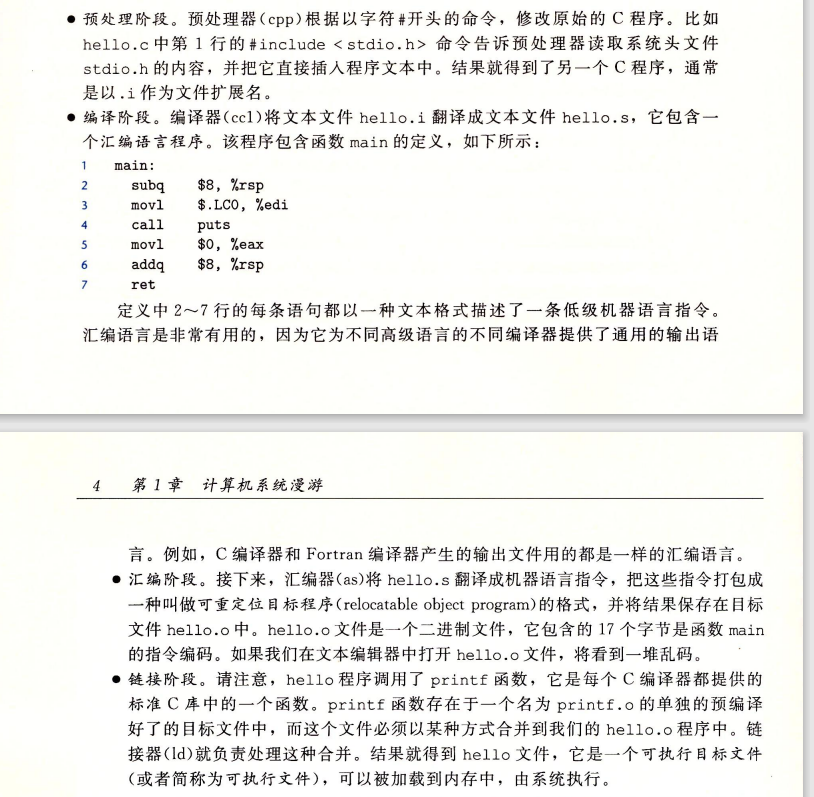 ● 预处理阶段。预处理器(cpp)根据以字符#开头的命令，修改原始的 C 程序。比如
hello.c 中第 1 行的#include < stdio.h> 命令告诉预处理器读取系统头文件
stdio.h 的内容，并把它直接插入程序文本中。结果就得到了另一个 C 程序，通常
是以.i 作为文件扩展名。
● 编译阶段。编译器(ccl)将文本文件 hello.i 翻译成文本文件 hello.s，它包含一
个汇编语言程序。该程序包含函数 main 的定义，如下所示：
1 main:
2 subq $8, %rsp
3 movl $.LC0, %edi
4 call puts
5 movl $0, %eax
6 addq $8, %rsp
7 ret
定义中 2～7 行的每条语句都以一种文本格式描述了一条低级机器语言指令。
汇编语言是非常有用的，因为它为不同高级语言的不同编译器提供了通用的输出语
4 第 1 章 计算机系统漫游
言。例如，C 编译器和 Fortran 编译器产生的输出文件用的都是一样的汇编语言。
● 汇编阶段。接下来，汇编器(as)将 hello.s 翻译成机器语言指令，把这些指令打包成
一种叫做可重定位目标程序(relocatable object program)的格式，并将结果保存在目标
文件 hello.o 中。hello.o 文件是一个二进制文件，它包含的 17 个字节是函数 main
的指令编码。如果我们在文本编辑器中打开 hello.o 文件，将看到一堆乱码。
● 链接阶段。请注意，hello 程序调用了 printf 函数，它是每个 C 编译器都提供的
标准 C 库中的一个函数。printf 函数存在于一个名为 printf.o 的单独的预编译
好了的目标文件中，而这个文件必须以某种方式合并到我们的 hello.o 程序中。链
接器(ld)就负责处理这种合并。结果就得到 hello 文件，它是一个可执行目标文件
(或者简称为可执行文件)，可以被加载到内存中，由系统执行。